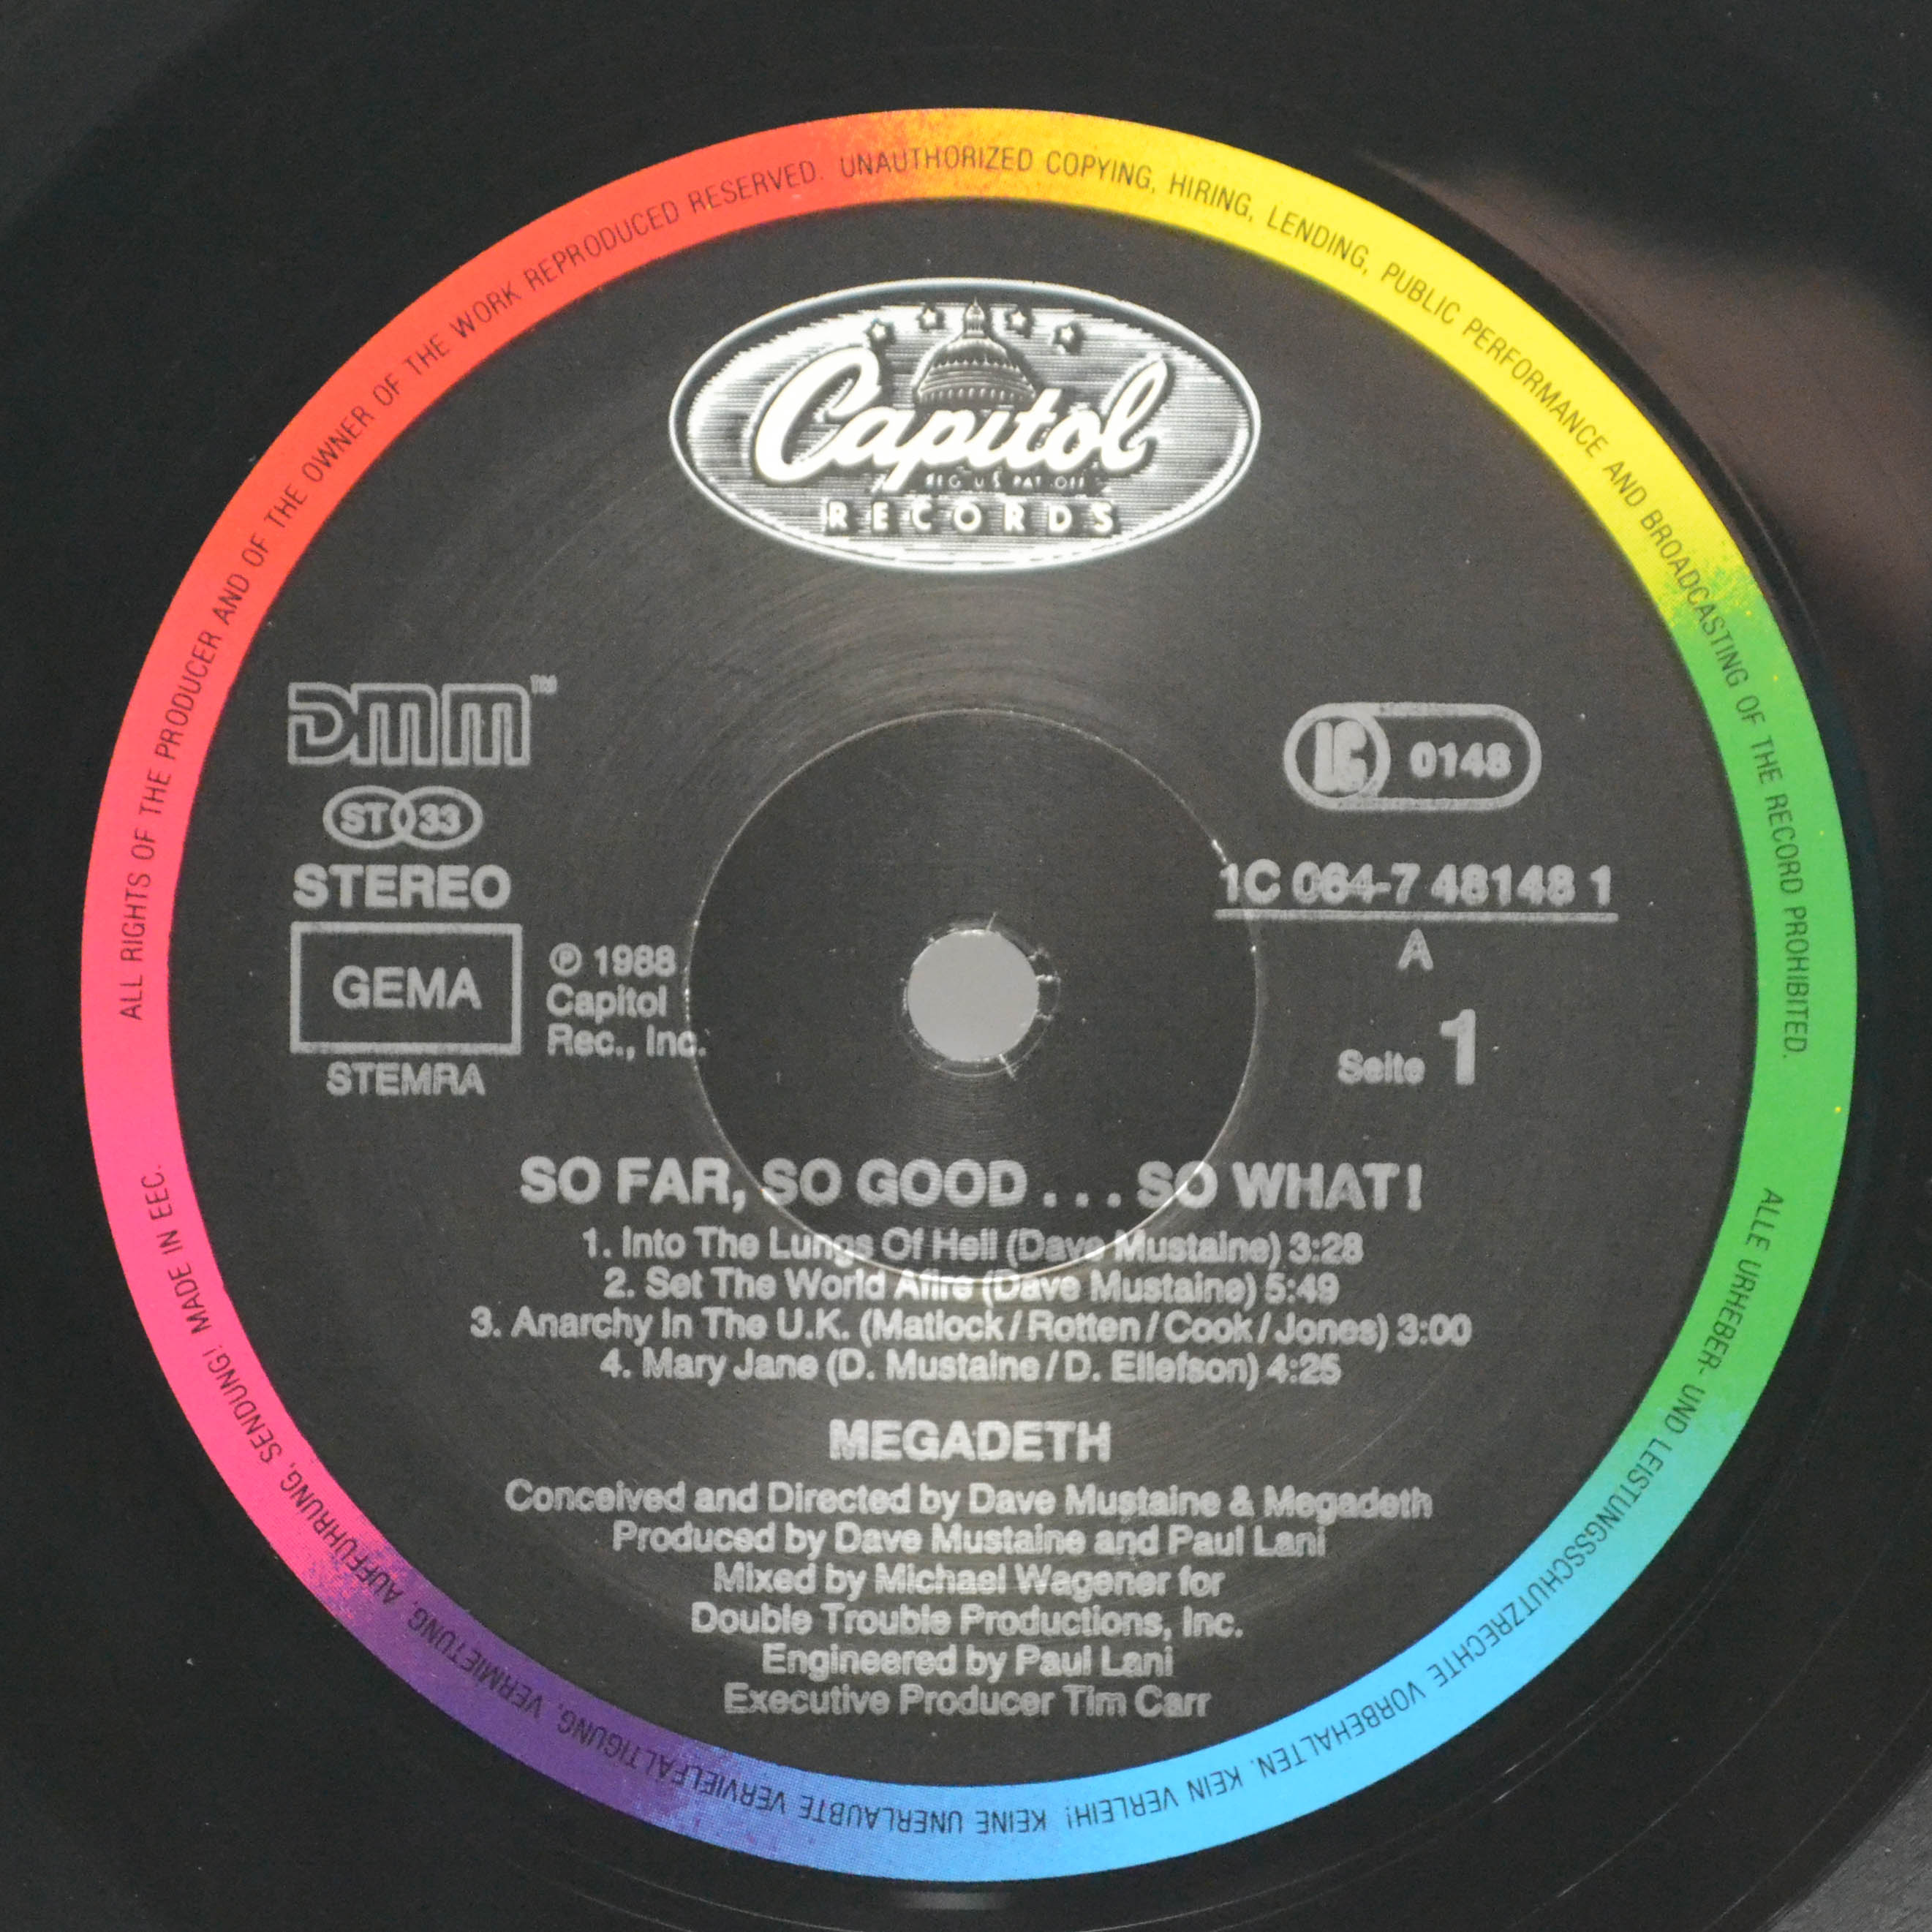 ALL RIGHTS OF THE PRODUCER AND OF THE OWNER OF THE WORK REPRODUCED RESERVED. UNAUTHORIZED COPYING, HIRING, LENDING, PUBLIC PERFORMANCE AND BROADCASTING OF THE RECORD PROHIBITED.
Capitol
REG U.S. PAT. OFF.
RECORDS
DMM™
ST 33
STEREO
GEMA
STEMRA
℗ 1988
Capitol
Rec., Inc.
LC 0148
1C 064-7 48148 1
A
Seite 1
SO FAR, SO GOOD . . . SO WHAT!
1. Into The Lungs Of Hell (Dave Mustaine) 3:28
2. Set The World Afire (Dave Mustaine) 5:49
3. Anarchy In The U.K. (Matlock/Rotten/Cook/Jones) 3:00
4. Mary Jane (D. Mustaine/D. Ellefson) 4:25
MEGADETH
Conceived and Directed by Dave Mustaine & Megadeth
Produced by Dave Mustaine and Paul Lani
Mixed by Michael Wagener for
Double Trouble Productions, Inc.
Engineered by Paul Lani
Executive Producer Tim Carr
ALLE URHEBER- UND LEISTUNGSSCHUTZRECHTE VORBEHALTEN. KEIN VERLEIH! KEINE UNERLAUBTE VERVIELFÄLTIGUNG, VERMIETUNG, AUFFÜHRUNG, SENDUNG! MADE IN EEC.